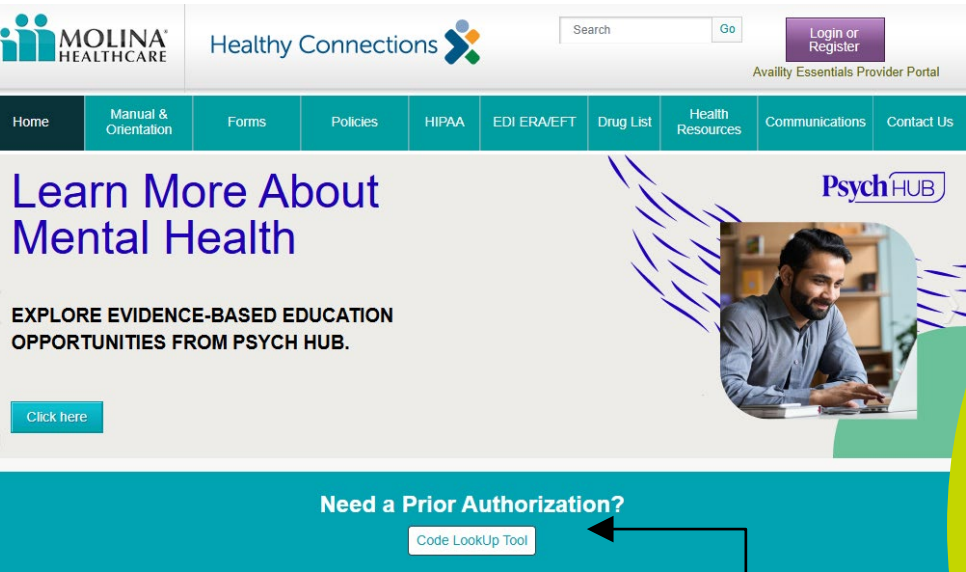 MOLINA
HEALTHCARE
Healthy Connections
Search
Go
Login or
Register
Availity Essentials Provider Portal
Home
Manual &
Orientation
Forms
Policies
HIPAA
EDI ERA/EFT
Drug List
Health
Resources
Communications
Contact Us
Learn More About
Mental Health
PsychHUB
EXPLORE EVIDENCE-BASED EDUCATION
OPPORTUNITIES FROM PSYCH HUB.
Click here
Need a Prior Authorization?
Code LookUp Tool